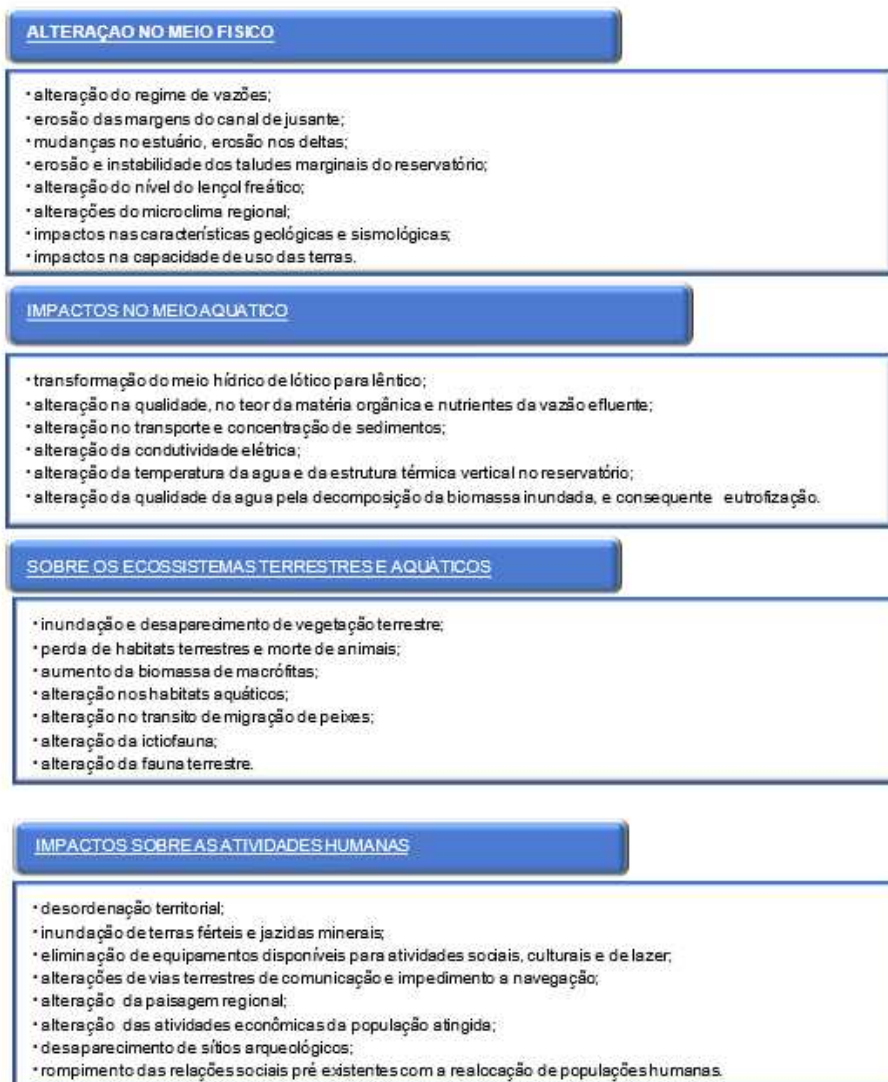 ALTERAÇAO NO MEIO FISICO
• alteração do regime de vazões;
• erosão das margens do canal de jusante;
• mudanças no estuário, erosão nos deltas;
• erosão e instabilidade dos taludes marginais do reservatório;
• alteração do nível do lençol freático;
• alterações do microclima regional;
• impactos nas características geológicas e sismológicas;
• impactos na capacidade de uso das terras.
IMPACTOS NO MEIO AQUATICO
• transformação do meio hídrico de lótico para lêntico;
• alteração na qualidade, no teor da matéria orgânica e nutrientes da vazão efluente;
• alteração no transporte e concentração de sedimentos;
• alteração da condutividade elétrica;
• alteração da temperatura da agua e da estrutura térmica vertical no reservatório;
• alteração da qualidade da agua pela decomposição da biomassa inundada, e consequente eutrofização.
SOBRE OS ECOSSISTEMAS TERRESTRES E AQUÀTICOS
• inundação e desaparecimento de vegetação terrestre;
• perda de habitats terrestres e morte de animais;
• aumento da biomassa de macrófitas;
• alteração nos habitats aquáticos;
• alteração no transito de migração de peixes;
• alteração da ictiofauna;
• alteração da fauna terrestre.
IMPACTOS SOBRE AS ATIVIDADES HUMANAS
• desordenação territorial;
• inundação de terras férteis e jazidas minerais;
• eliminação de equipamentos disponíveis para atividades sociais, culturais e de lazer;
• alterações de vias terrestres de comunicação e impedimento a navegação;
• alteração da paisagem regional;
• alteração das atividades econômicas da população atingida;
• desaparecimento de sítios arqueológicos;
• rompimento das relações sociais pré existentes com a realocação de populações humanas.